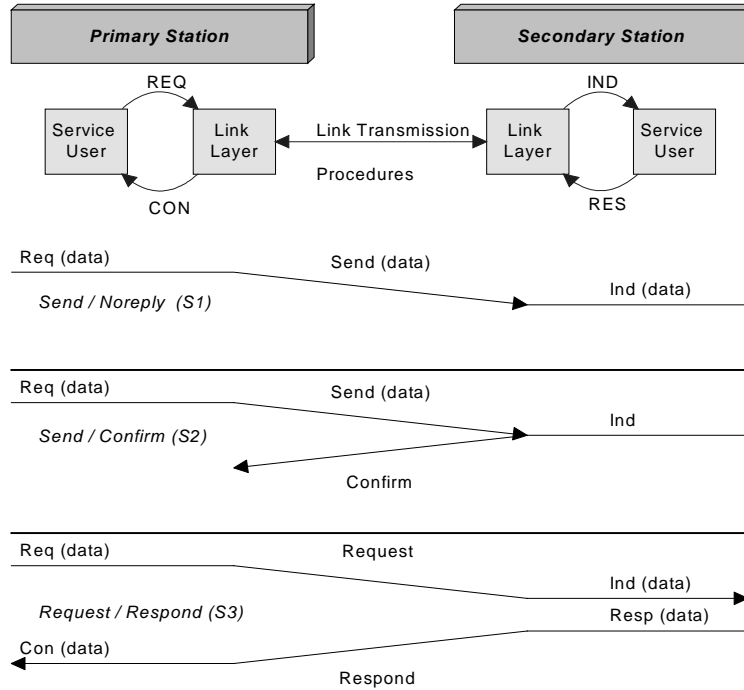 Primary Station
Secondary Station
REQ
IND
Service
User
Link
Layer
Link Transmission
Procedures
Link
Layer
Service
User
CON
RES
Req (data)
Send (data)
Ind (data)
Send / Noreply (S1)
Req (data)
Send (data)
Ind
Send / Confirm (S2)
Confirm
Req (data)
Request
Ind (data)
Request / Respond (S3)
Resp (data)
Con (data)
Respond